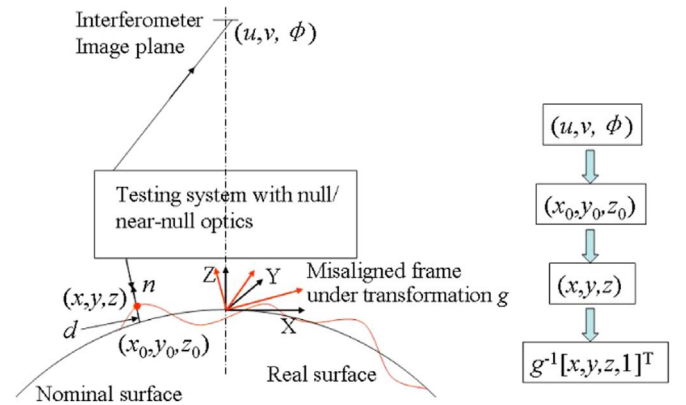 Interferometer
Image plane
(u,v, ϕ)
Testing system with null/
near-null optics
Z
Y
X
Misaligned frame
under transformation g
(x,y,z)
n
d
(x₀,y₀,z₀)
Real surface
Nominal surface
(u,v, ϕ)
(x₀,y₀,z₀)
(x,y,z)
g⁻¹[x,y,z,1]ᵀ